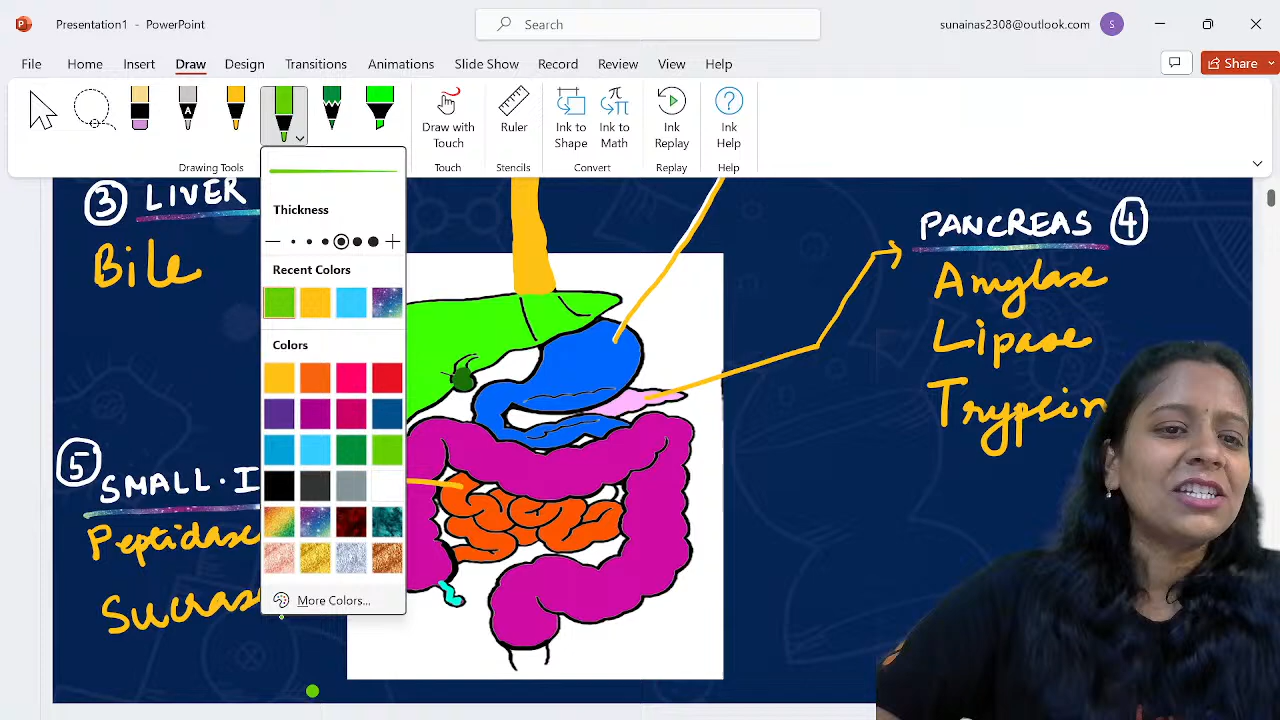 Presentation1 - PowerPoint
Search
sunainas2308@outlook.com
S
File Home Insert Draw Design Transitions Animations Slide Show Record Review View Help
Share
A
Draw with Touch
Ruler
Ink to Shape
Ink to Math
Ink Replay
Ink Help
Drawing Tools
Touch
Stencils
Convert
Replay
Help
Thickness
Recent Colors
Colors
More Colors...
③ LIVER
Bile
PANCREAS ④
Amylase
Lipase
Trypsin
⑤ SMALL.I
Peptidase
Sucrase